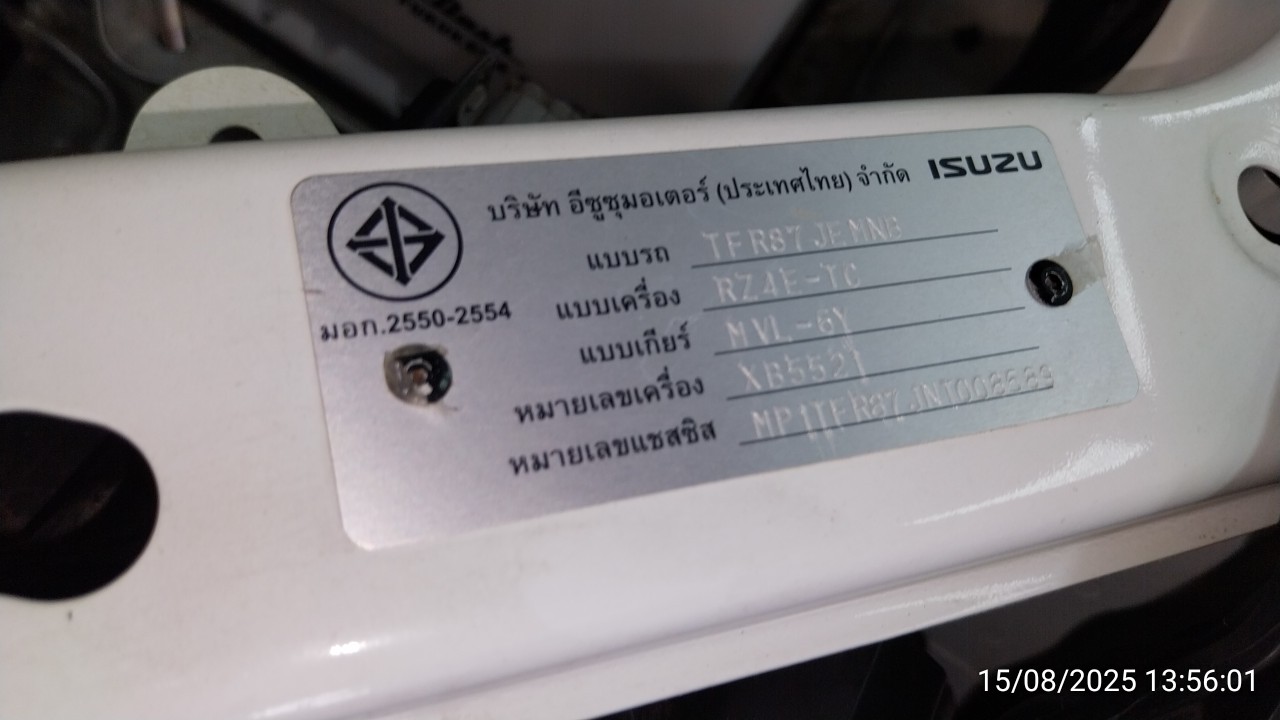 บริษัท อีซูซุมอเตอร์ (ประเทศไทย) จำกัด ISUZU
แบบรถ TFR87JEMNB
แบบเครื่อง RZ4E-TC
มอก.2550-2554
แบบเกียร์ MVL-6Y
หมายเลขเครื่อง XB5521
หมายเลขแชสซิส
15/08/2025 13:56:01